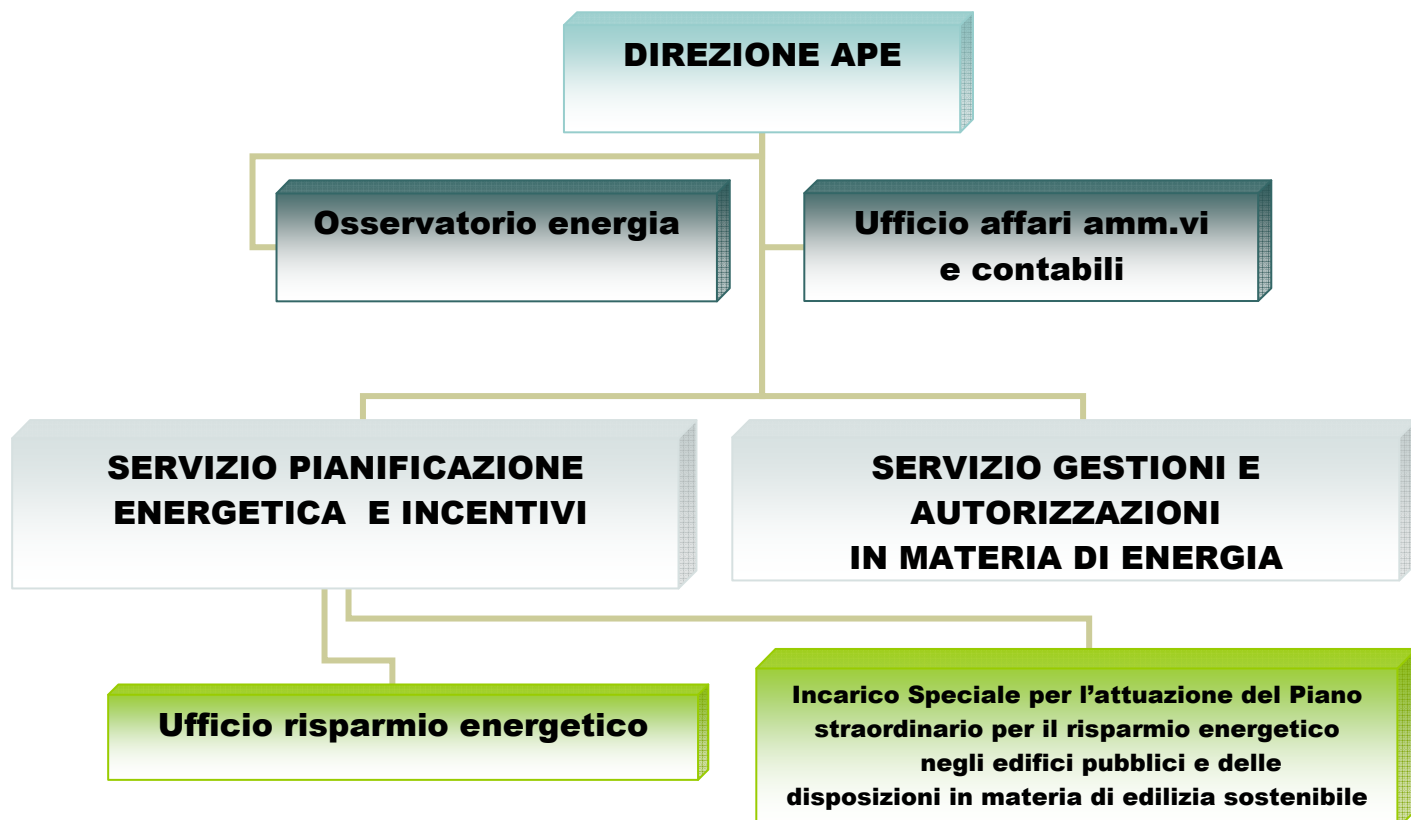 DIREZIONE APE
Osservatorio energia
Ufficio affari amm.vi
e contabili
SERVIZIO PIANIFICAZIONE
ENERGETICA E INCENTIVI
SERVIZIO GESTIONI E
AUTORIZZAZIONI
IN MATERIA DI ENERGIA
Ufficio risparmio energetico
Incarico Speciale per l’attuazione del Piano
straordinario per il risparmio energetico
negli edifici pubblici e delle
disposizioni in materia di edilizia sostenibile